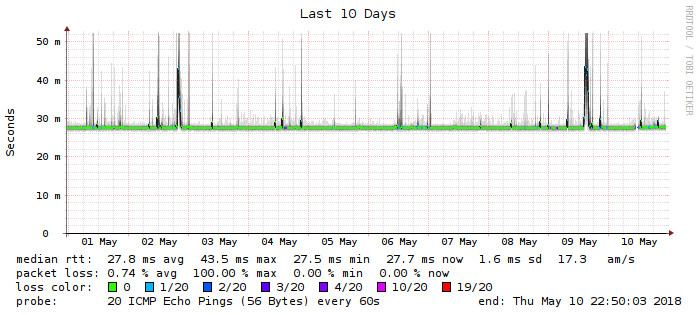 Last 10 Days
RRDTOOL / TOBI OETIKER
Seconds
50 m
40 m
30 m
20 m
10 m
0
01 May 02 May 03 May 04 May 05 May 06 May 07 May 08 May 09 May 10 May
median rtt: 27.8 ms avg 43.5 ms max 27.5 ms min 27.7 ms now 1.6 ms sd 17.3 am/s
packet loss: 0.74 % avg 100.00 % max 0.00 % min 0.00 % now
loss color: 0 1/20 2/20 3/20 4/20 10/20 19/20
probe: 20 ICMP Echo Pings (56 Bytes) every 60s end: Thu May 10 22:50:03 2018